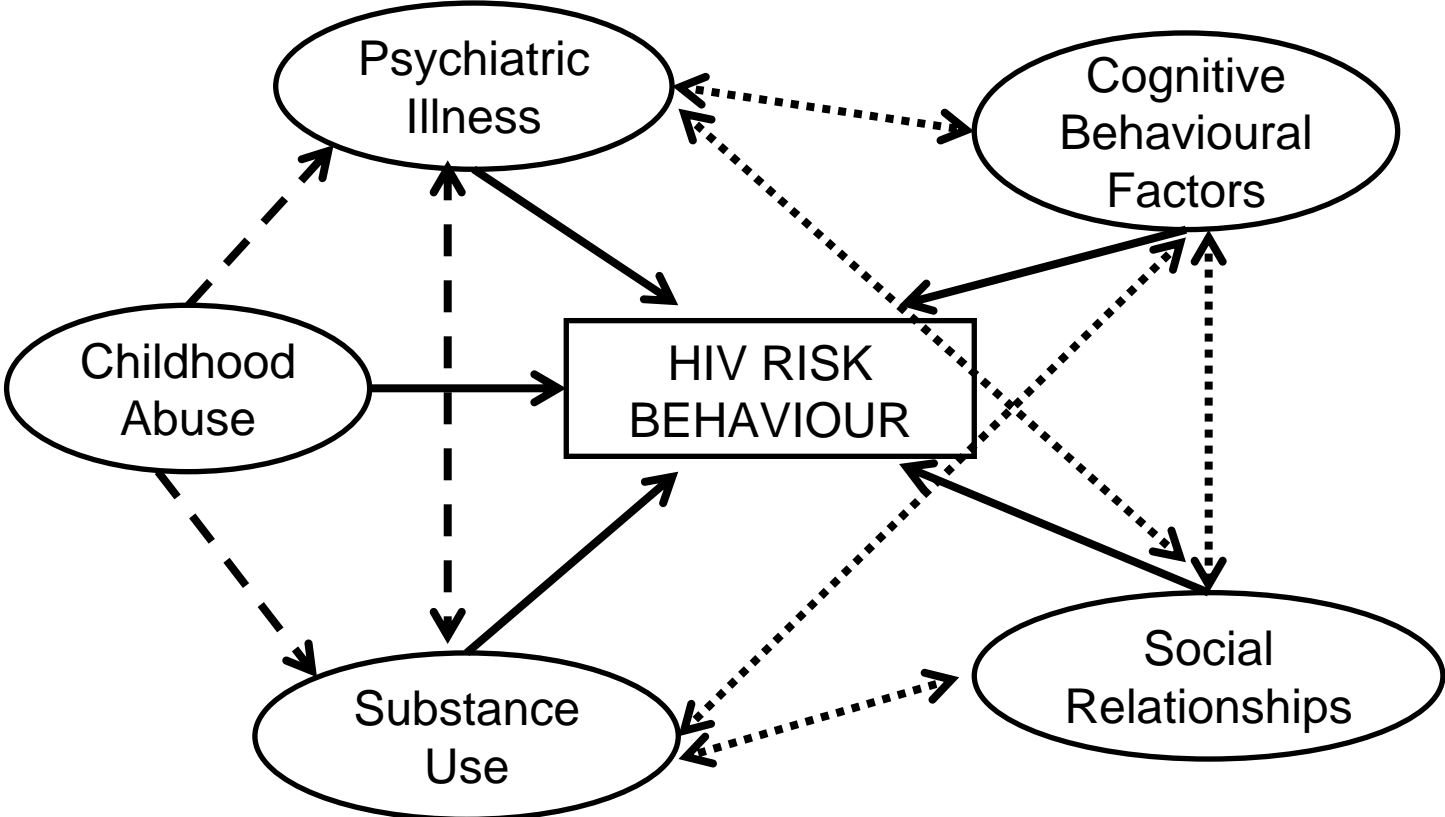 Psychiatric
Illness
Cognitive
Behavioural
Factors
Childhood
Abuse
HIV RISK
BEHAVIOUR
Substance
Use
Social
Relationships